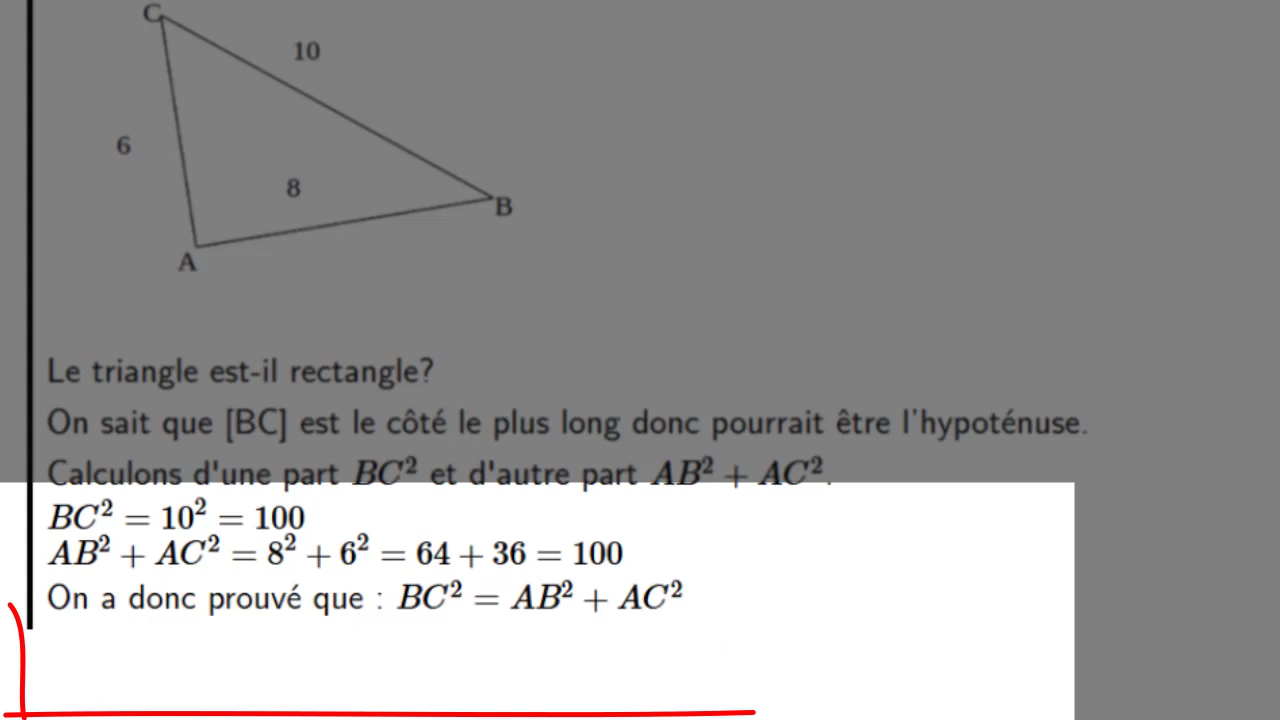 C
10
6
8
B
A
Le triangle est-il rectangle?
On sait que [BC] est le côté le plus long donc pourrait être l'hypoténuse.
Calculons d'une part BC² et d'autre part AB² + AC².
BC² = 10² = 100
AB² + AC² = 8² + 6² = 64 + 36 = 100
On a donc prouvé que : BC² = AB² + AC²